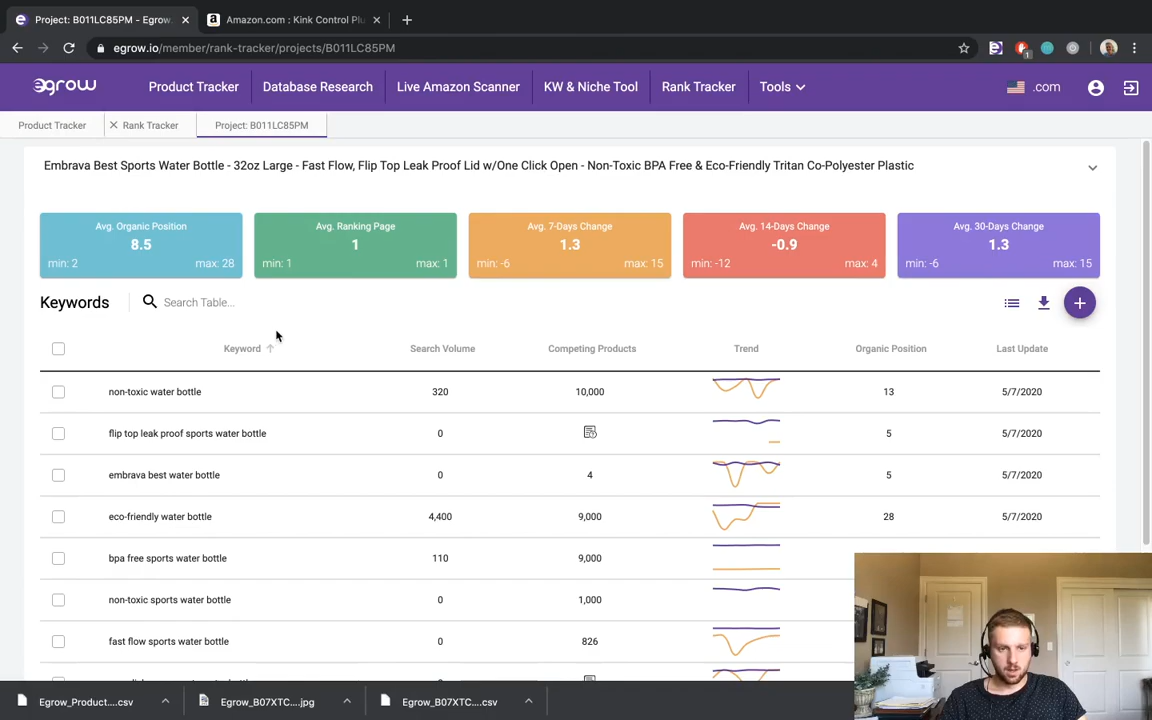 Project: B011LC85PM - Egrow.
Amazon.com : Kink Control Plu
egrow.io/member/rank-tracker/projects/B011LC85PM
1
egrow
Product Tracker
Database Research
Live Amazon Scanner
KW & Niche Tool
Rank Tracker
Tools
.com
Product Tracker
Rank Tracker
Project: B011LC85PM
Embrava Best Sports Water Bottle - 32oz Large - Fast Flow, Flip Top Leak Proof Lid w/One Click Open - Non-Toxic BPA Free & Eco-Friendly Tritan Co-Polyester Plastic
Avg. Organic Position
8.5
min: 2 max: 28
Avg. Ranking Page
1
min: 1 max: 1
Avg. 7-Days Change
1.3
min: -6 max: 15
Avg. 14-Days Change
-0.9
min: -12 max: 4
Avg. 30-Days Change
1.3
min: -6 max: 15
Keywords
Search Table...
Keyword Search Volume Competing Products Trend Organic Position Last Update
non-toxic water bottle 320 10,000 13 5/7/2020
flip top leak proof sports water bottle 0 5 5/7/2020
embrava best water bottle 0 4 5 5/7/2020
eco-friendly water bottle 4,400 9,000 28 5/7/2020
bpa free sports water bottle 110 9,000
non-toxic sports water bottle 0 1,000
fast flow sports water bottle 0 826
Egrow_Product....csv
Egrow_B07XTC....jpg
Egrow_B07XTC....csv